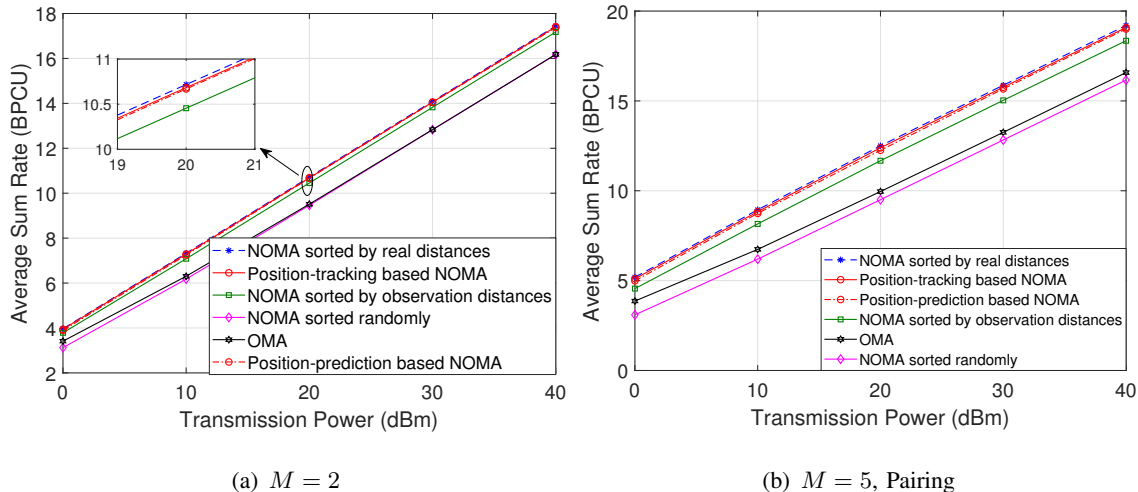 18
16
14
12
10
8
6
4
2
Average Sum Rate (BPCU)
11
10.5
10
19
20
21
NOMA sorted by real distances
Position-tracking based NOMA
NOMA sorted by observation distances
NOMA sorted randomly
OMA
Position-prediction based NOMA
0
10
20
30
40
Transmission Power (dBm)
(a) M = 2
20
15
10
5
0
Average Sum Rate (BPCU)
NOMA sorted by real distances
Position-tracking based NOMA
Position-prediction based NOMA
NOMA sorted by observation distances
OMA
NOMA sorted randomly
0
10
20
30
40
Transmission Power (dBm)
(b) M = 5, Pairing